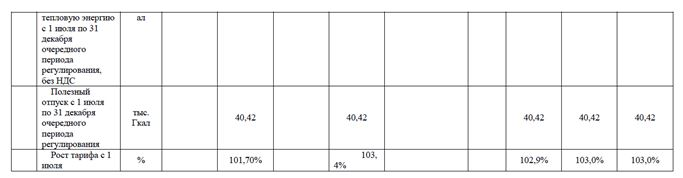 тепловую энергию ал
с 1 июля по 31
декабря
очередного
периода
регулирования,
без НДС
Полезный
отпуск с 1 июля
по 31 декабря тыс. 40,42 40,42 40,42 40,42 40,42
очередного Гкал
периода
регулирования
Рост тарифа с 1 % 101,70% 103, 102,9% 103,0% 103,0%
июля 4%